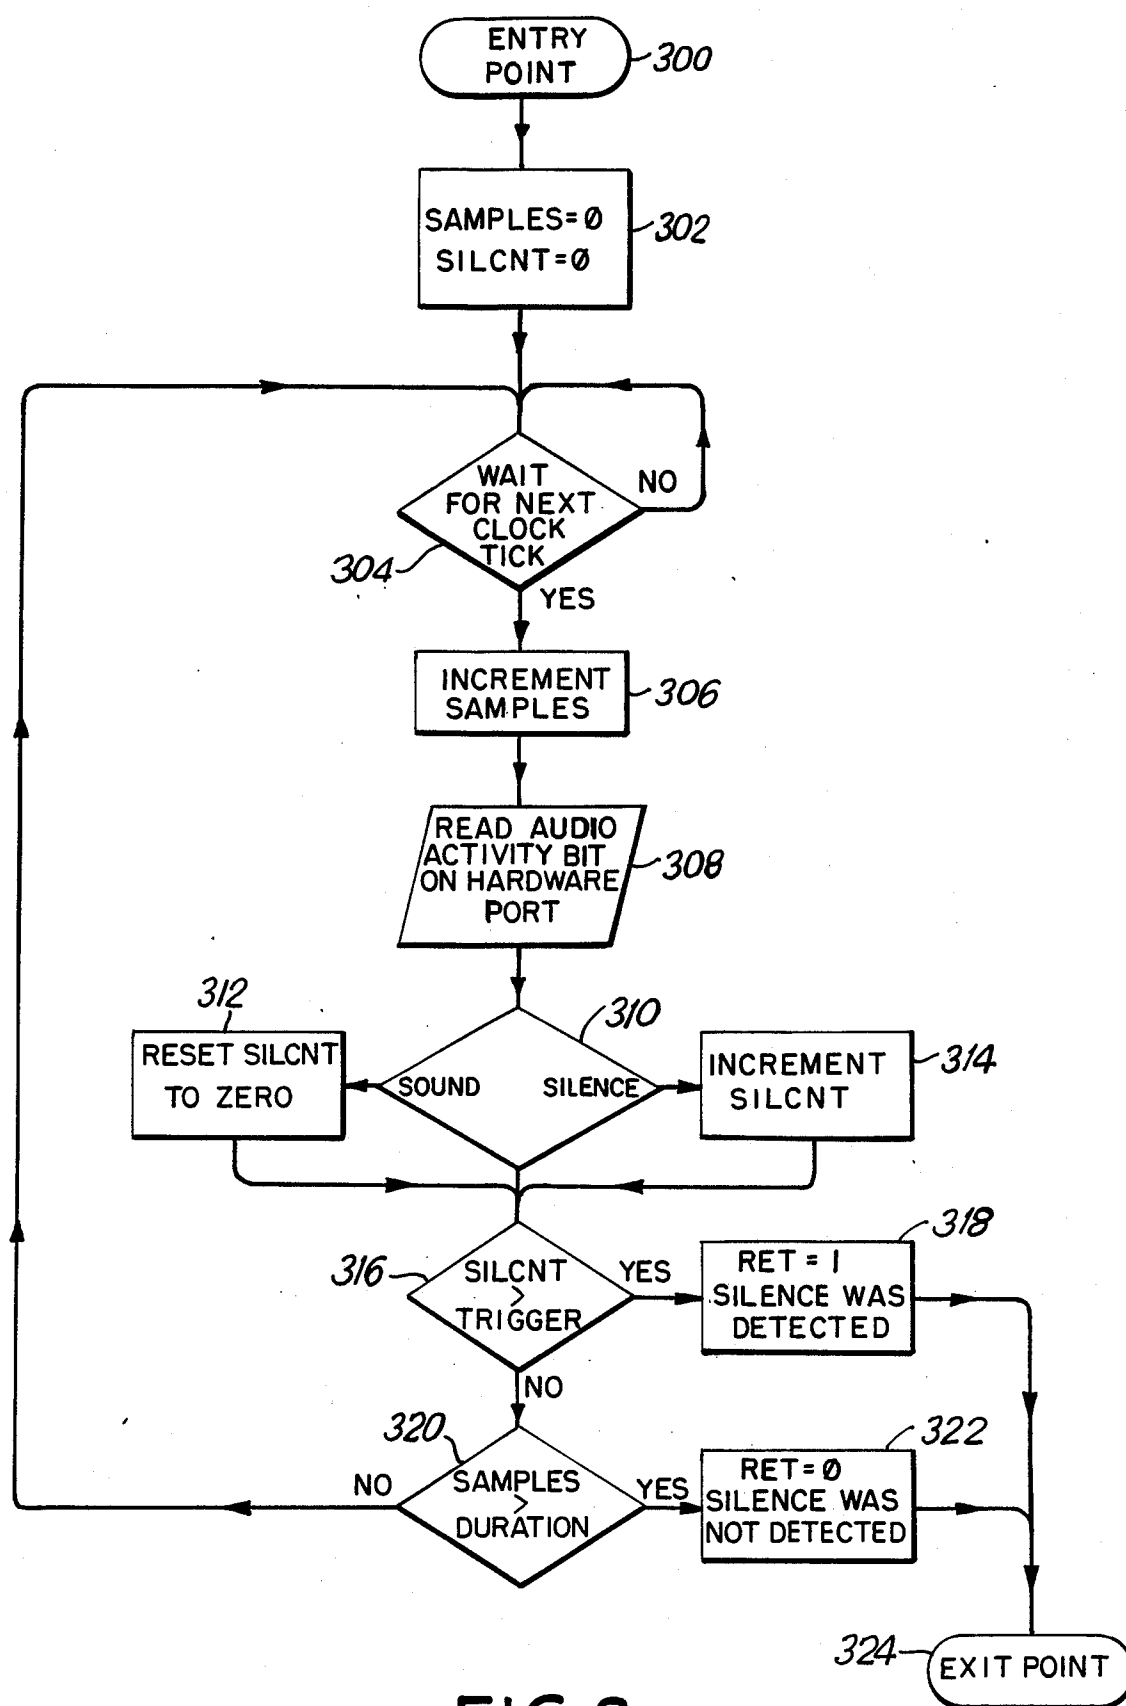 ENTRY
POINT
300
SAMPLES=Ø
SILCNT=Ø
302
WAIT
FOR NEXT
CLOCK
TICK
NO
304
YES
INCREMENT
SAMPLES
306
READ AUDIO
ACTIVITY BIT
ON HARDWARE
PORT
308
312
310
RESET SILCNT
TO ZERO
SOUND
SILENCE
INCREMENT
SILCNT
314
316
SILCNT
>
TRIGGER
YES
318
RET = 1
SILENCE WAS
DETECTED
NO
320
NO
SAMPLES
>
DURATION
YES
322
RET=Ø
SILENCE WAS
NOT DETECTED
324
EXIT POINT